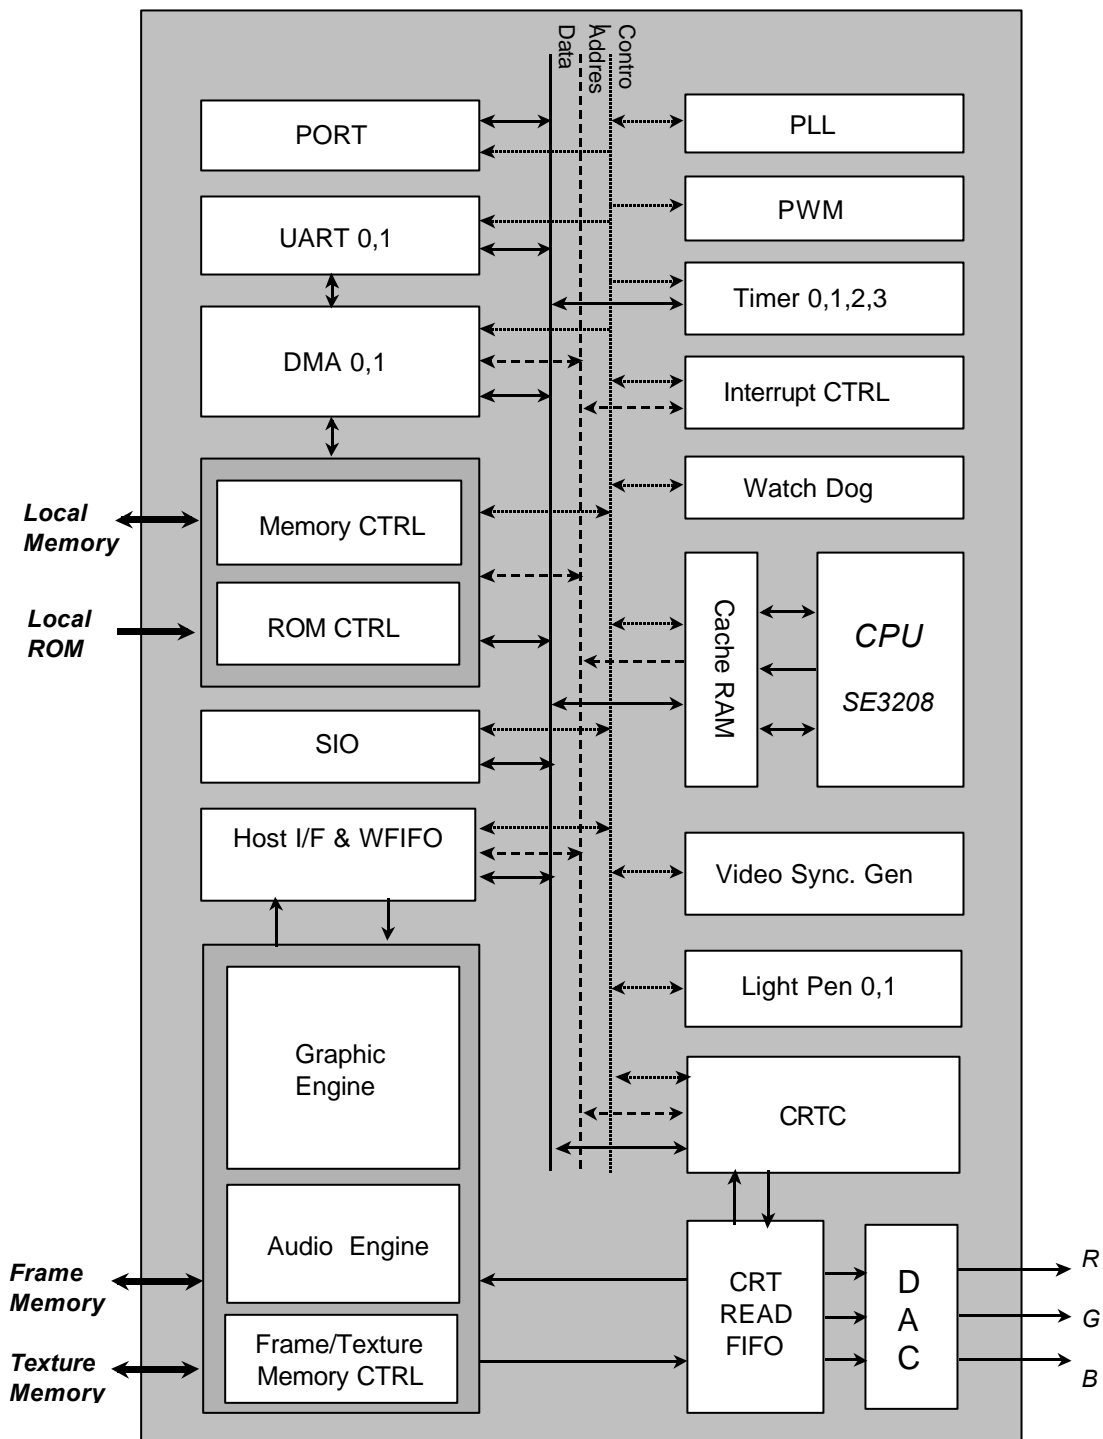 Contro
l
Addres
Data
PORT
PLL
UART 0,1
PWM
DMA 0,1
Timer 0,1,2,3
Interrupt CTRL
Watch Dog
Local
Memory
Memory CTRL
Local
ROM
ROM CTRL
Cache RAM
CPU
SE3208
SIO
Host I/F & WFIFO
Video Sync. Gen
Light Pen 0,1
Graphic
Engine
CRTC
Audio Engine
Frame
Memory
Frame/Texture
Memory CTRL
Texture
Memory
CRT
READ
FIFO
D
A
C
R
G
B